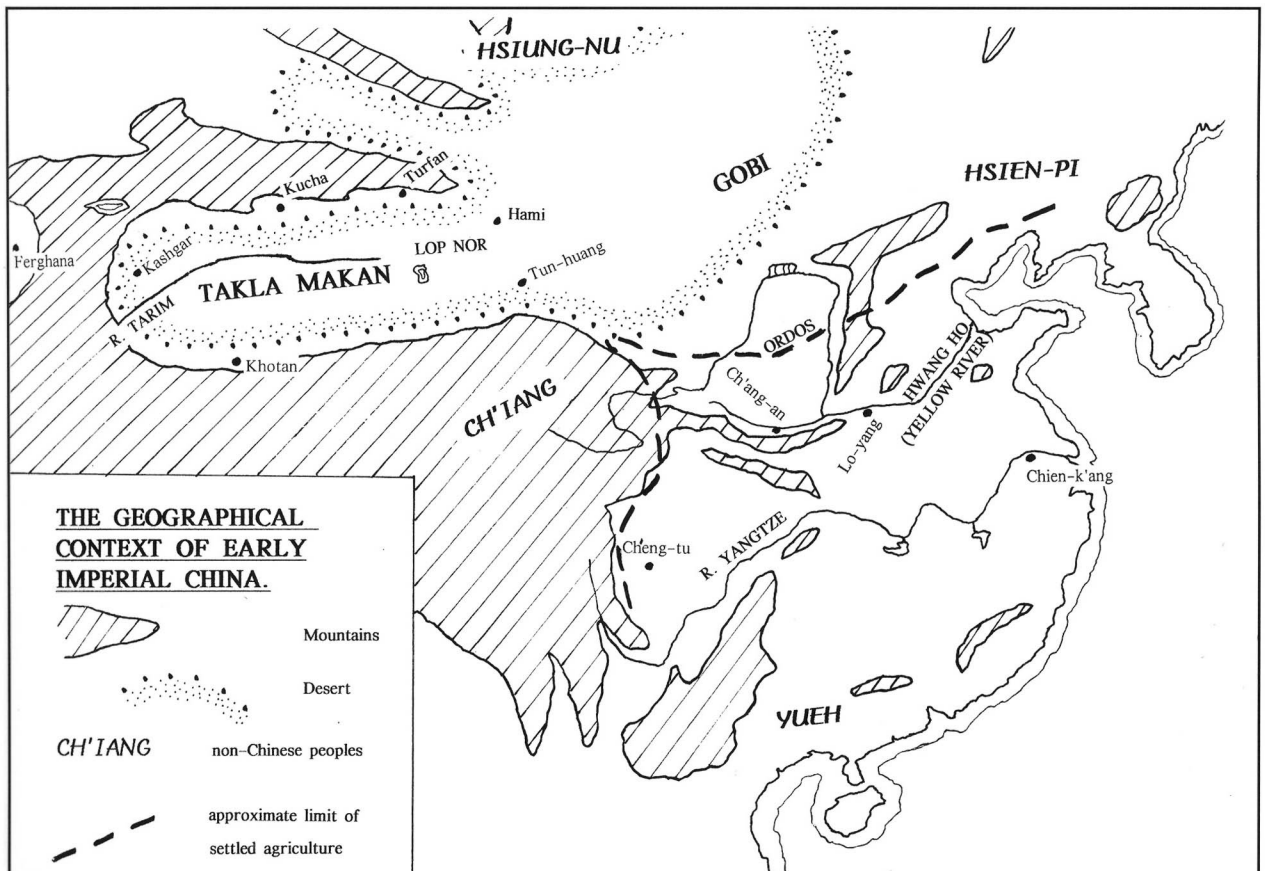 HSIUNG-NU
HSIEN-PI
GOBI
Kucha
Turfan
Hami
Ferghana
Kashgar
LOP NOR
Tun-huang
TAKLA MAKAN
R. TARIM
Khotan
ORDOS
CH'IANG
Ch'ang-an
Lo-yang
HWANG HO
(YELLOW RIVER)
Chien-k'ang
Cheng-tu
R. YANGTZE
YUEH
THE GEOGRAPHICAL
CONTEXT OF EARLY
IMPERIAL CHINA.
Mountains
Desert
CH'IANG non-Chinese peoples
approximate limit of
settled agriculture